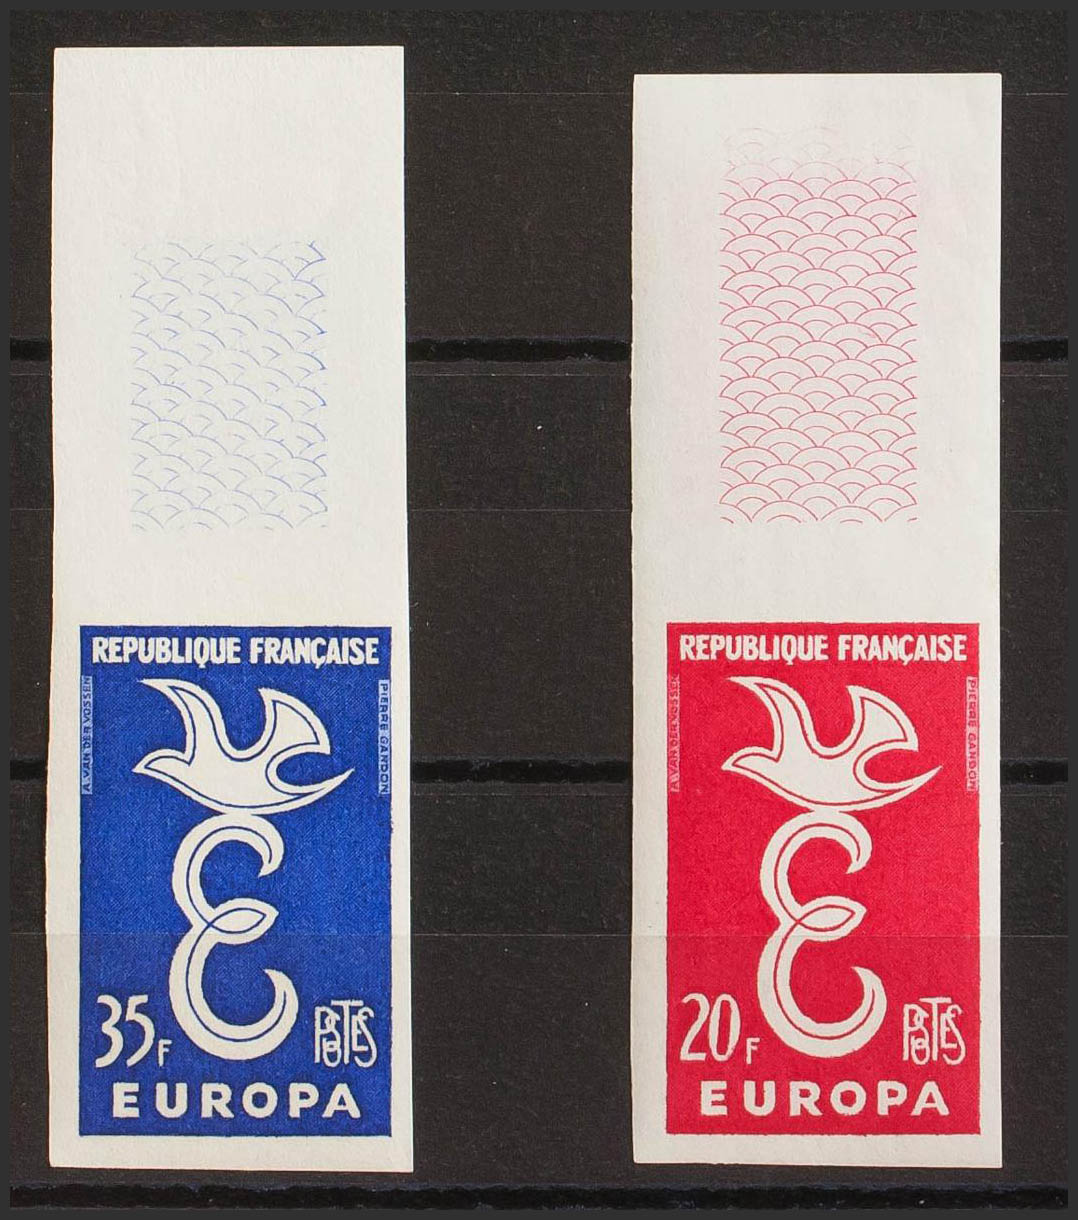 REPUBLIQUE FRANÇAISE
A. VAN DER VOSSEN
PIERRE GANDON
35F
POSTES
EUROPA
REPUBLIQUE FRANÇAISE
A. VAN DER VOSSEN
PIERRE GANDON
20F
POSTES
EUROPA